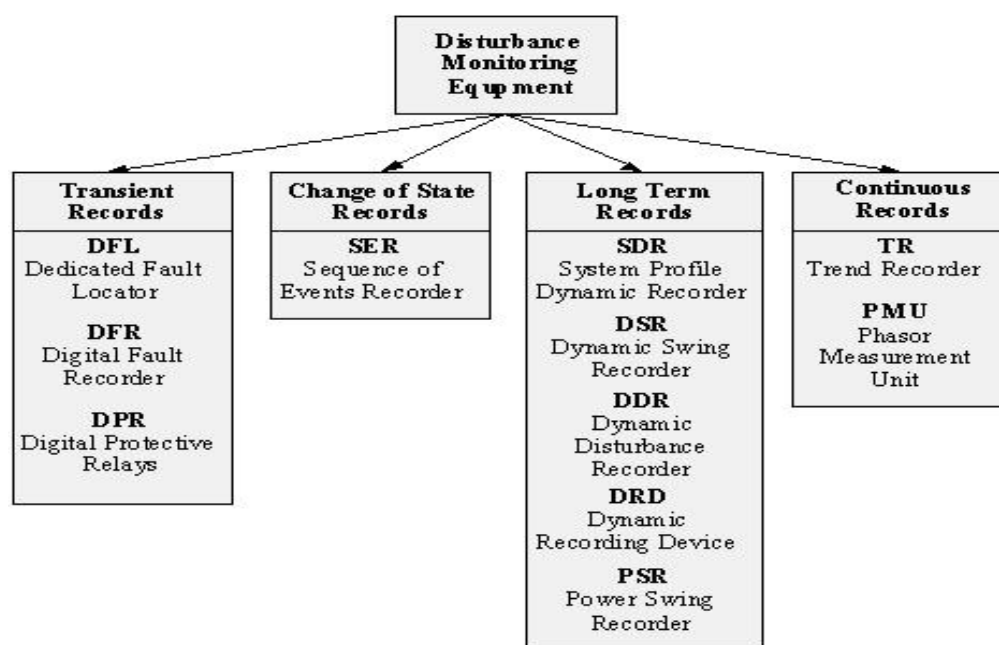 Disturbance
Monitoring
Equpment
Transient
Records
DFL
Dedicated Fault
Locator
DFR
Digital Fault
Recorder
DPR
Digital Protective
Relays
Change of State
Records
SER
Sequence of
Events Recorder
Long Term
Records
SDR
System Profile
Dynamic Recorder
DSR
Dynamic Swing
Recorder
DDR
Dynamic
Disturbance
Recorder
DRD
Dynamic
Recording Device
PSR
Power Swing
Recorder
Continuous
Records
TR
Trend Recorder
PMU
Phasor
Measurement
Unit